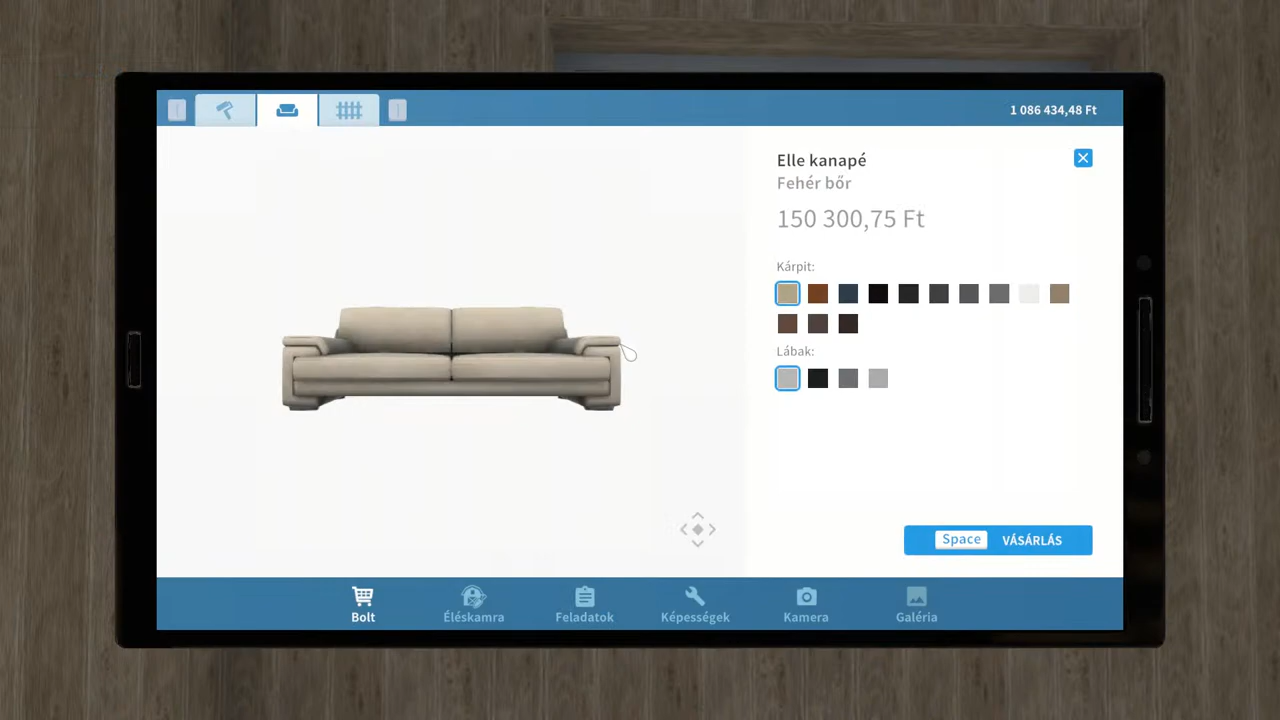 1 086 434,48 Ft
Elle kanapé
Fehér bőr
150 300,75 Ft
Kárpit:
Lábak:
Space VÁSÁRLÁS
Bolt Éléskamra Feladatok Képességek Kamera Galéria